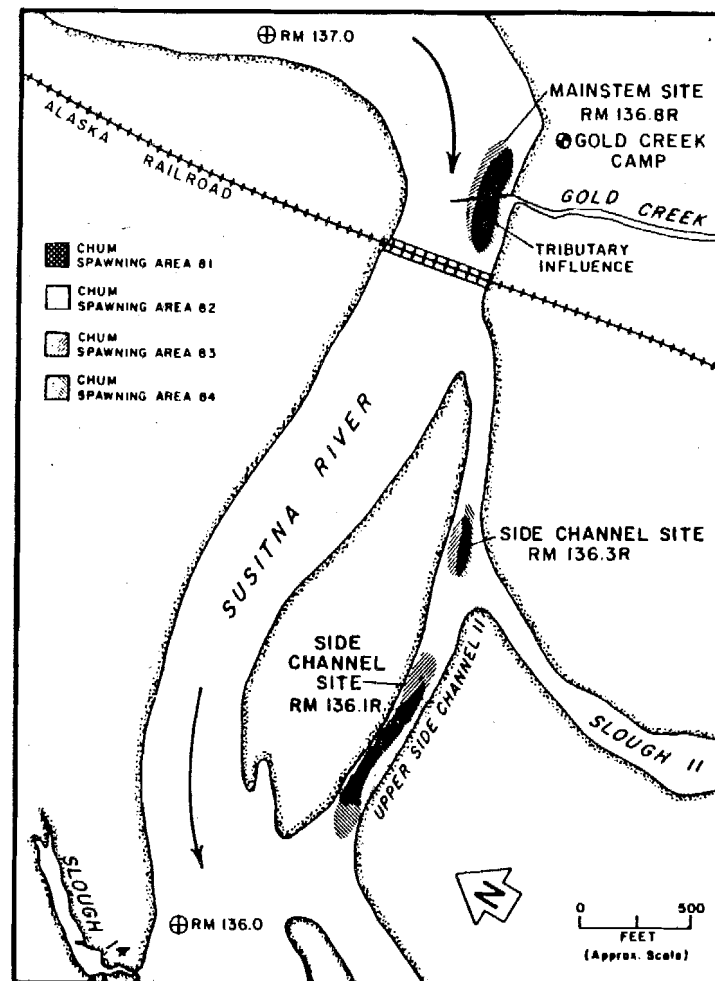 RM 137.0
MAINSTEM SITE
RM 136.8R
GOLD CREEK
CAMP
ALASKA
RAILROAD
GOLD CREEK
TRIBUTARY
INFLUENCE
CHUM
SPAWNING AREA 81
CHUM
SPAWNING AREA 82
CHUM
SPAWNING AREA 83
CHUM
SPAWNING AREA 84
SUSITNA RIVER
SIDE CHANNEL SITE
RM 136.3R
SIDE
CHANNEL
SITE
RM 136.1R
UPPER SIDE CHANNEL 11
SLOUGH 11
SLOUGH
RM 136.0
N
0 500
FEET
(Approx. Scale)